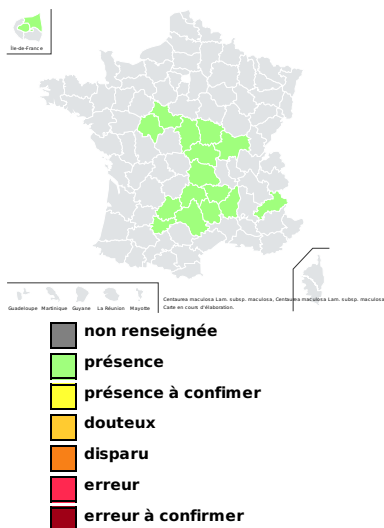 Île-de-France
Guadeloupe Martinique Guyane La Réunion Mayotte
Centaurea maculosa Lam. subsp. maculosa, Centaurea maculosa Lam. subsp. maculosa
Carte en cours d'élaboration.
non renseignée
présence
présence à confimer
douteux
disparu
erreur
erreur à confirmer